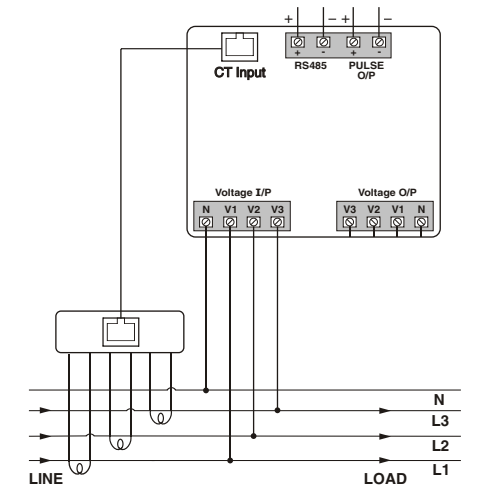 + − + −
+ - + -
RS485 PULSE O/P
CT Input
Voltage I/P
N V1 V2 V3
Voltage O/P
V3 V2 V1 N
N
L3
L2
L1
LINE LOAD